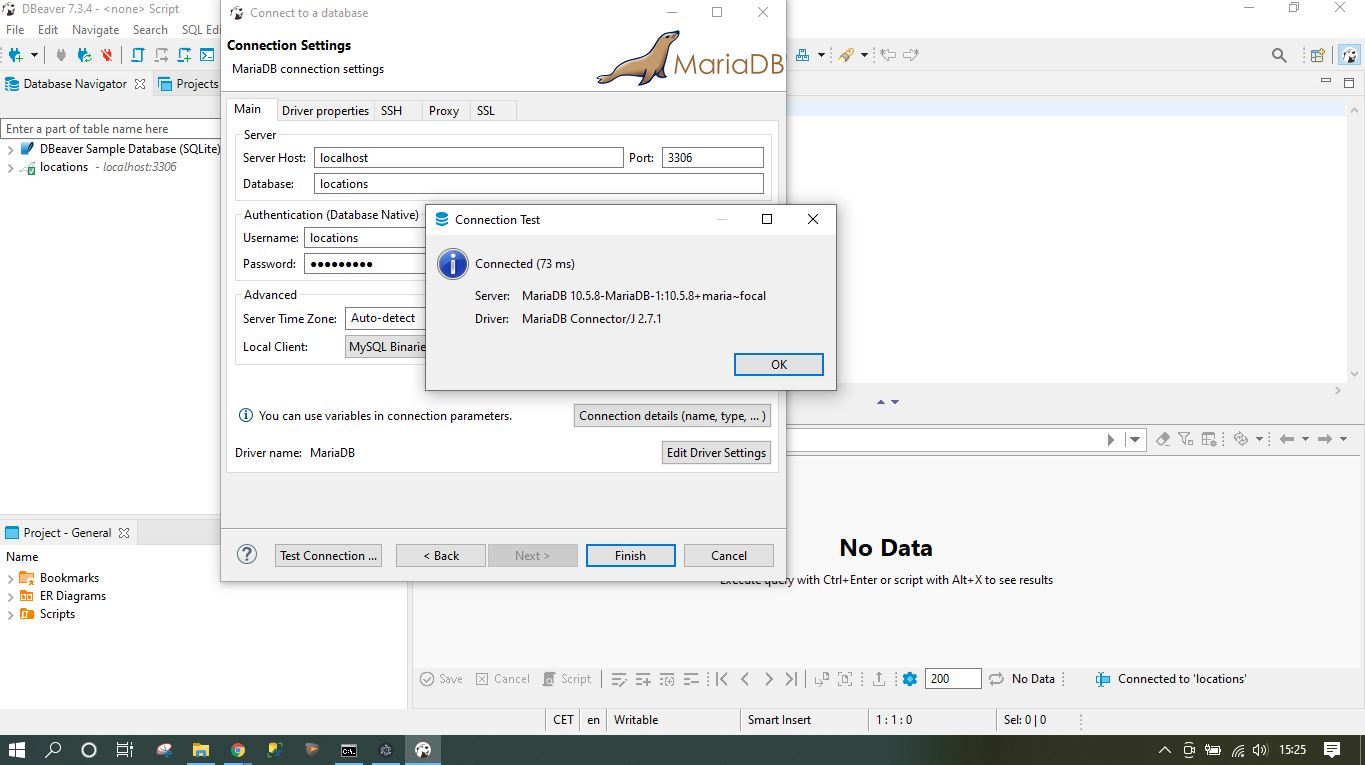 DBeaver 7.3.4 - <none> Script
File Edit Navigate Search SQL Edi
Database Navigator
Projects
Enter a part of table name here
DBeaver Sample Database (SQLite)
locations - localhost:3306
Connect to a database
Connection Settings
MariaDB connection settings
MariaDB
Main Driver properties SSH Proxy SSL
Server
Server Host: localhost Port: 3306
Database: locations
Authentication (Database Native)
Username: locations
Password: ●●●●●●●●●
Advanced
Server Time Zone: Auto-detect
Local Client: MySQL Binarie
You can use variables in connection parameters. Connection details (name, type, ... )
Driver name: MariaDB Edit Driver Settings
Test Connection ... < Back Next > Finish Cancel
Connection Test
Connected (73 ms)
Server: MariaDB 10.5.8-MariaDB-1:10.5.8+maria~focal
Driver: MariaDB Connector/J 2.7.1
OK
Project - General
Name
Bookmarks
ER Diagrams
Scripts
No Data
Execute query with Ctrl+Enter or script with Alt+X to see results
Save Cancel Script 200 No Data Connected to 'locations'
CET en Writable Smart Insert 1 : 1 : 0 Sel: 0 | 0
15:25